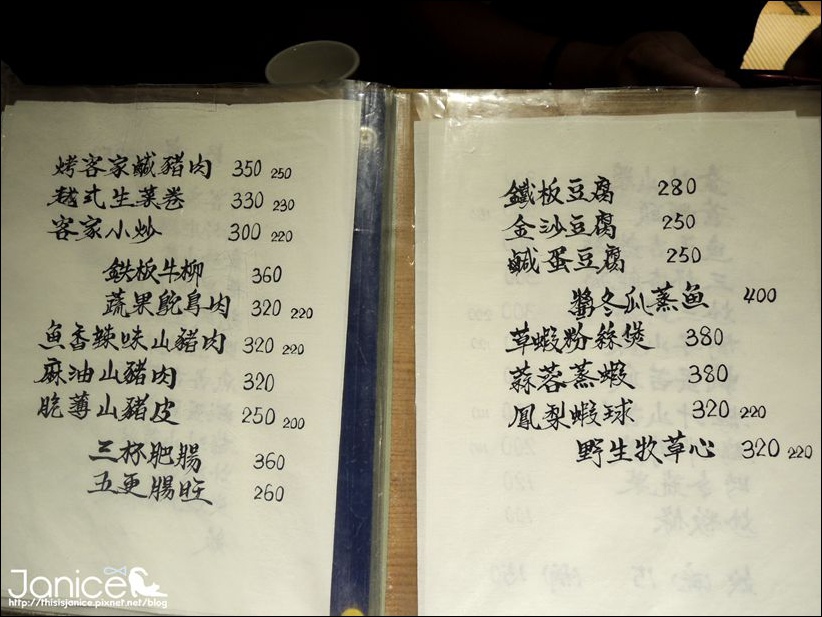 烤客家鹹豬肉 350 250
越式生菜卷 330 230
客家小炒 300 220
鉄板牛柳 360
蔬果鴕鳥肉 320 220
魚香辣味山豬肉 320 220
麻油山豬肉 320
脆薄山豬皮 250 200
三杯肥腸 360
五更腸旺 260
鐵板豆腐 280
金沙豆腐 250
鹹蛋豆腐 250
醬冬瓜蒸魚 400
草蝦粉絲煲 380
蒜蓉蒸蝦 380
鳳梨蝦球 320 220
野生牧草心 320 220
Janice
http://thisisjanice.pixnet.net/blog